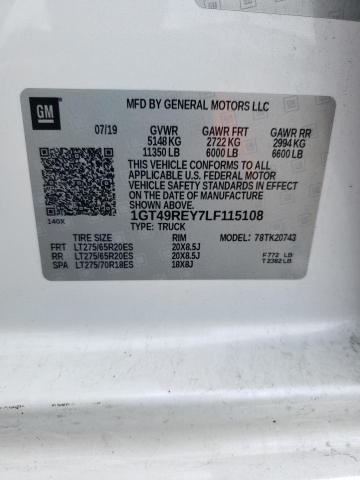 GM
MFD BY GENERAL MOTORS LLC
07/19 GVWR GAWR FRT GAWR RR
5148 KG 2722 KG 2994 KG
11350 LB 6000 LB 6600 LB
THIS VEHICLE CONFORMS TO ALL
APPLICABLE U.S. FEDERAL MOTOR
VEHICLE SAFETY STANDARDS IN EFFECT
ON THE DATE OF MANUFACTURE
SHOWN ABOVE.
1GT49REY7LF115108
140X
TYPE: TRUCK
TIRE SIZE RIM MODEL: 78TK20743
FRT LT275/65R20ES 20X8.5J F 772 LB
RR LT275/65R20ES 20X8.5J T 2382 LB
SPA LT275/70R18ES 18X8J